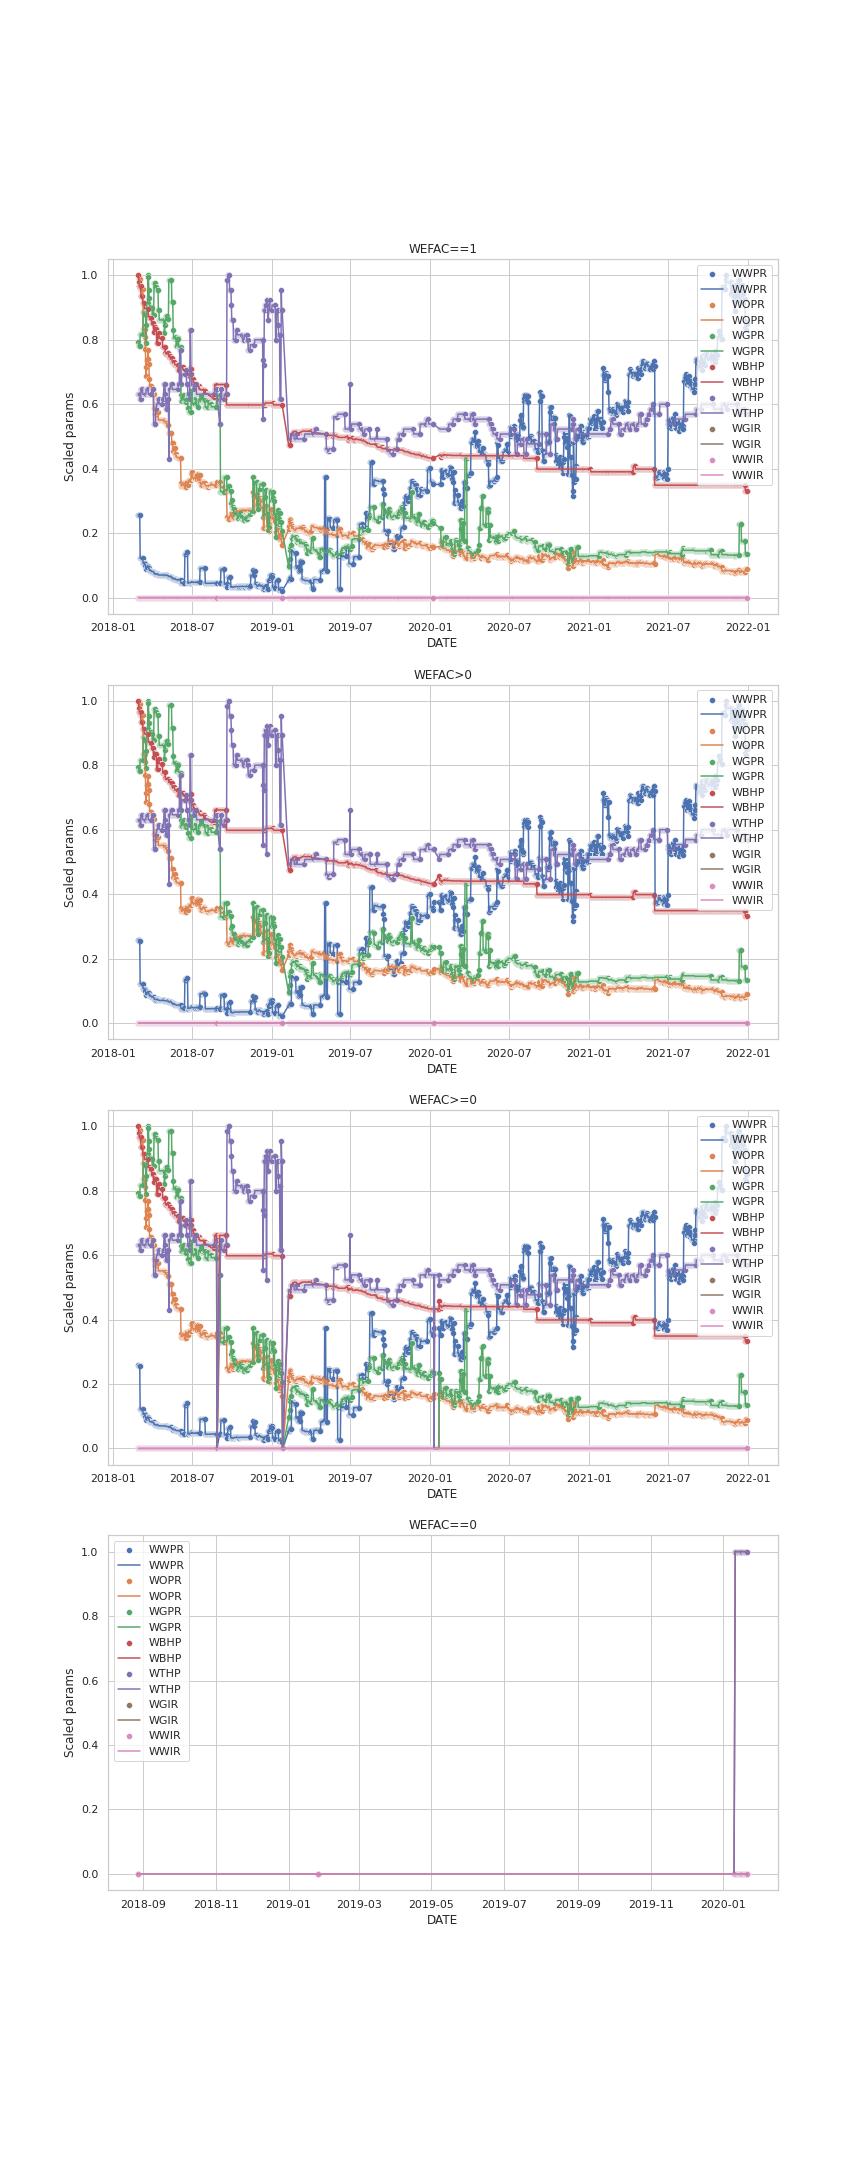 WEFAC==1
Scaled params
1.0
0.8
0.6
0.4
0.2
0.0
WWPR
WWPR
WOPR
WOPR
WGPR
WGPR
WBHP
WBHP
WTHP
WTHP
WGIR
WGIR
WWIR
WWIR
2018-01 2018-07 2019-01 2019-07 2020-01 2020-07 2021-01 2021-07 2022-01
DATE
WEFAC>0
Scaled params
1.0
0.8
0.6
0.4
0.2
0.0
WWPR
WWPR
WOPR
WOPR
WGPR
WGPR
WBHP
WBHP
WTHP
WTHP
WGIR
WGIR
WWIR
WWIR
2018-01 2018-07 2019-01 2019-07 2020-01 2020-07 2021-01 2021-07 2022-01
DATE
WEFAC>=0
Scaled params
1.0
0.8
0.6
0.4
0.2
0.0
WWPR
WWPR
WOPR
WOPR
WGPR
WGPR
WBHP
WBHP
WTHP
WTHP
WGIR
WGIR
WWIR
WWIR
2018-01 2018-07 2019-01 2019-07 2020-01 2020-07 2021-01 2021-07 2022-01
DATE
WEFAC==0
Scaled params
1.0
0.8
0.6
0.4
0.2
0.0
WWPR
WWPR
WOPR
WOPR
WGPR
WGPR
WBHP
WBHP
WTHP
WTHP
WGIR
WGIR
WWIR
WWIR
2018-09 2018-11 2019-01 2019-03 2019-05 2019-07 2019-09 2019-11 2020-01
DATE